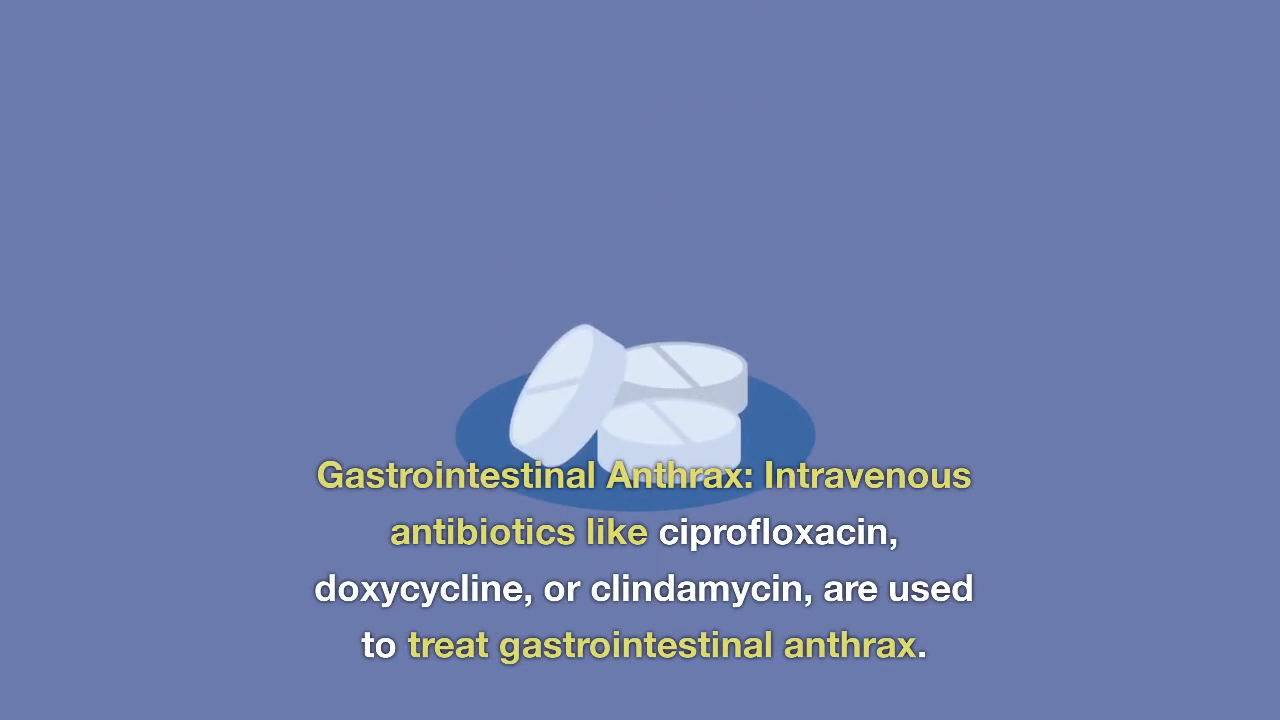 Gastrointestinal Anthrax: Intravenous
antibiotics like ciprofloxacin,
doxycycline, or clindamycin, are used
to treat gastrointestinal anthrax.